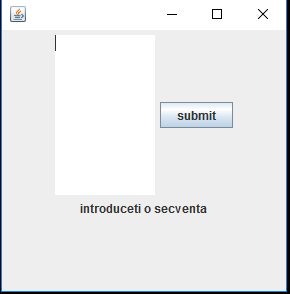 submit
introduceti o secventa